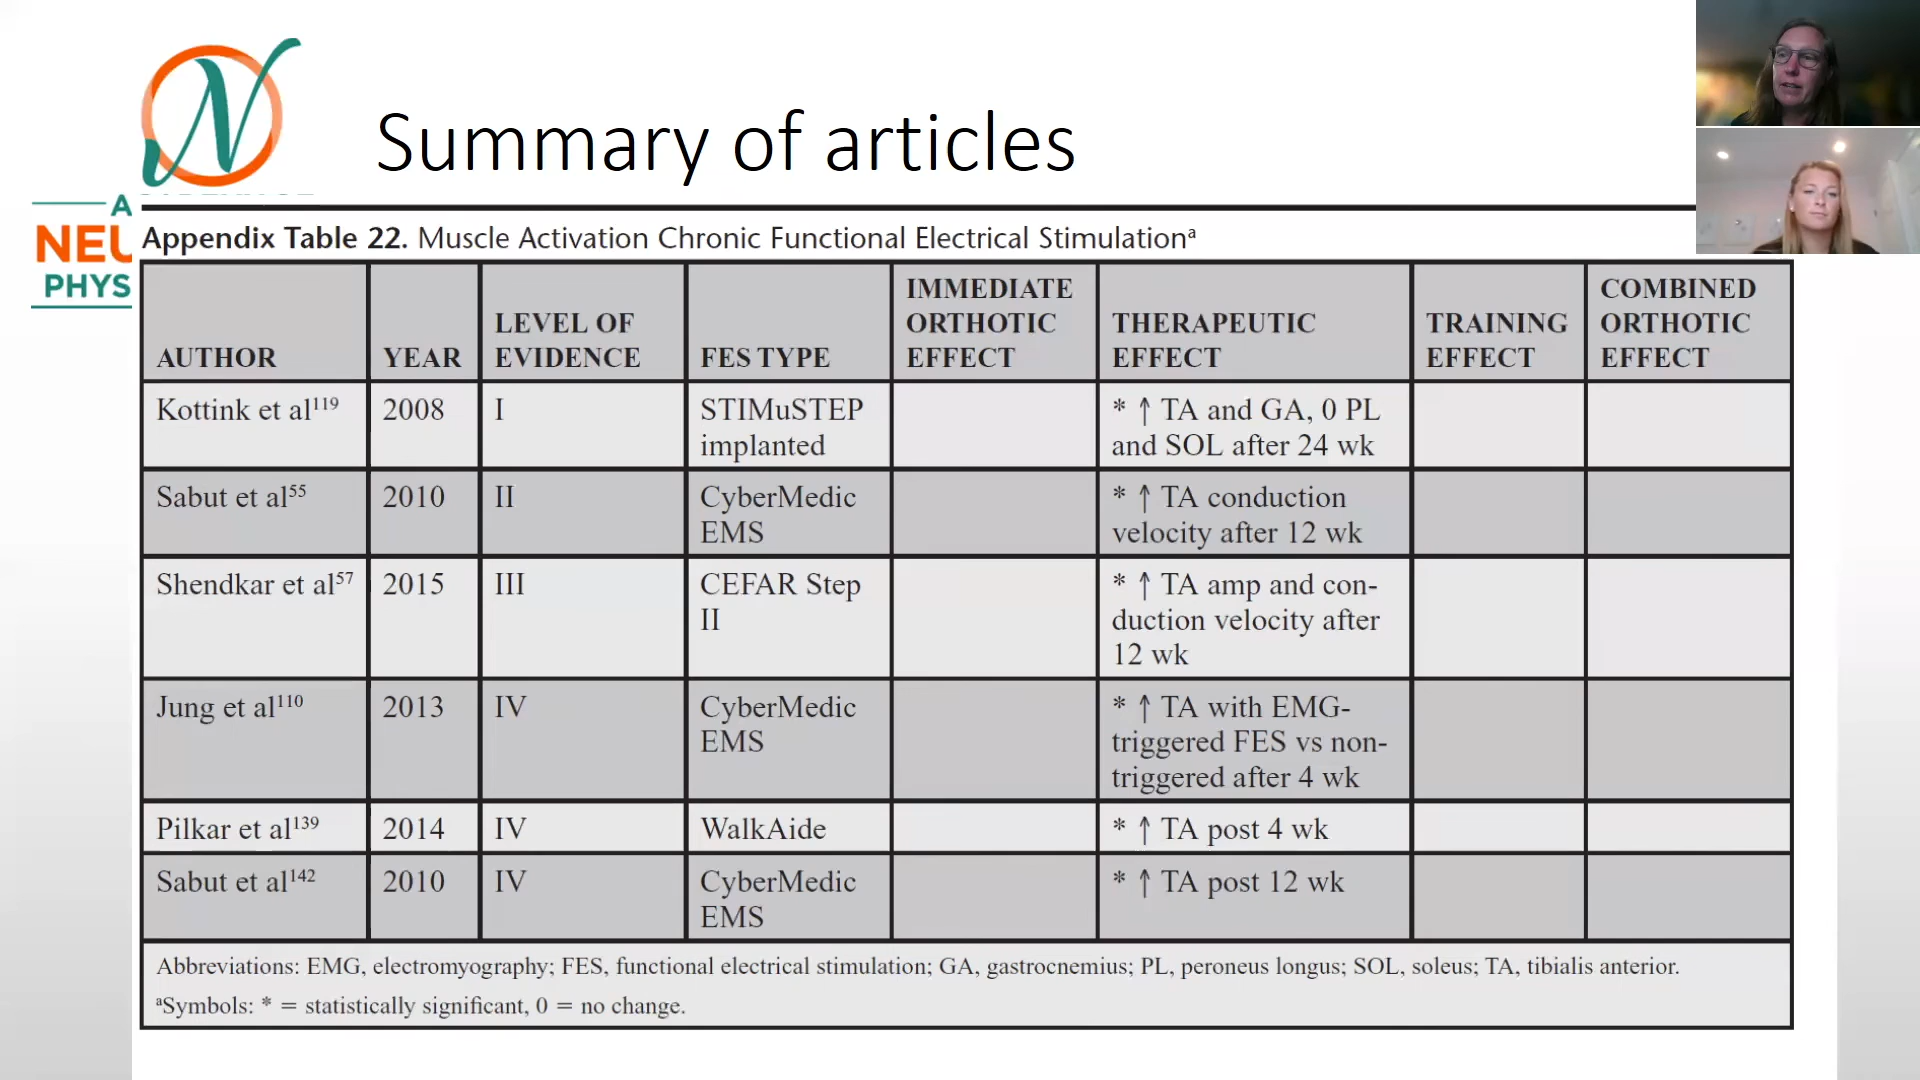 N
Summary of articles
A
NEU
PHYS
Appendix Table 22. Muscle Activation Chronic Functional Electrical Stimulationᵃ
AUTHOR
YEAR
LEVEL OF
EVIDENCE
FES TYPE
IMMEDIATE
ORTHOTIC
EFFECT
THERAPEUTIC
EFFECT
TRAINING
EFFECT
COMBINED
ORTHOTIC
EFFECT
Kottink et al¹¹⁹
2008
I
STIMuSTEP
implanted
* ↑ TA and GA, 0 PL
and SOL after 24 wk
Sabut et al⁵⁵
2010
II
CyberMedic
EMS
* ↑ TA conduction
velocity after 12 wk
Shendkar et al⁵⁷
2015
III
CEFAR Step
II
* ↑ TA amp and con-
duction velocity after
12 wk
Jung et al¹¹⁰
2013
IV
CyberMedic
EMS
* ↑ TA with EMG-
triggered FES vs non-
triggered after 4 wk
Pilkar et al¹³⁹
2014
IV
WalkAide
* ↑ TA post 4 wk
Sabut et al¹⁴²
2010
IV
CyberMedic
EMS
* ↑ TA post 12 wk
Abbreviations: EMG, electromyography; FES, functional electrical stimulation; GA, gastrocnemius; PL, peroneus longus; SOL, soleus; TA, tibialis anterior.
ᵃSymbols: * = statistically significant, 0 = no change.